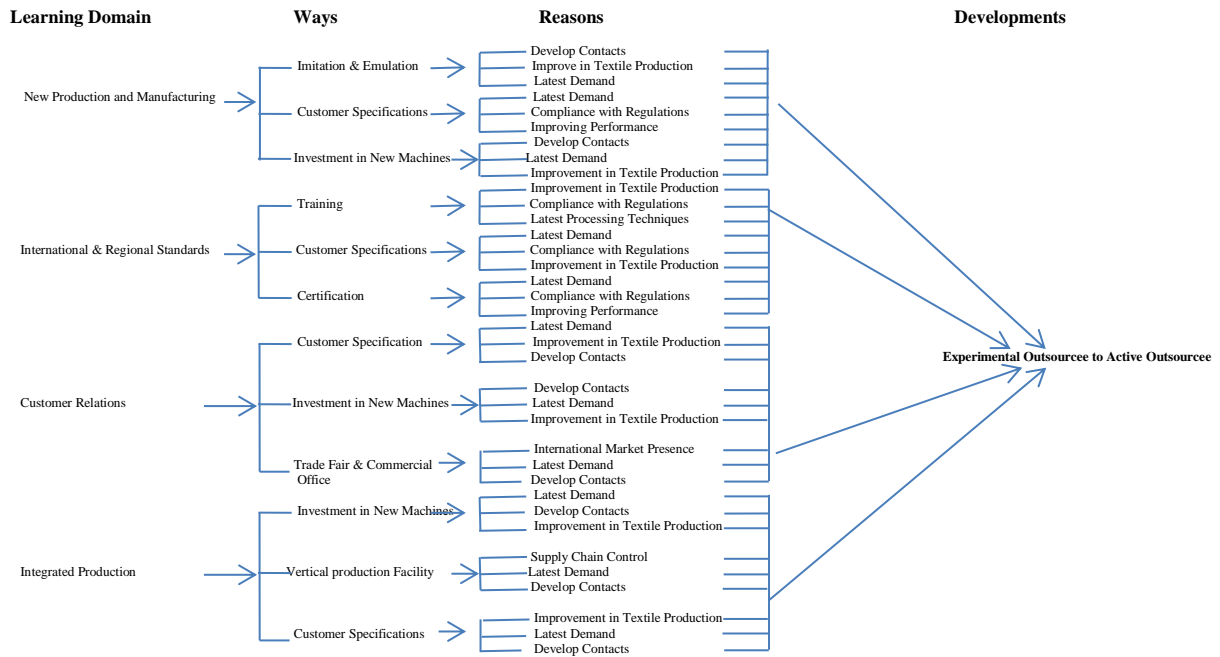 Learning Domain
Ways
Reasons
Developments
New Production and Manufacturing
Imitation & Emulation
Develop Contacts
Improve in Textile Production
Latest Demand
Customer Specifications
Latest Demand
Compliance with Regulations
Improving Performance
Investment in New Machines
Develop Contacts
Latest Demand
Improvement in Textile Production
International & Regional Standards
Training
Improvement in Textile Production
Compliance with Regulations
Latest Processing Techniques
Customer Specifications
Latest Demand
Compliance with Regulations
Improvement in Textile Production
Certification
Latest Demand
Compliance with Regulations
Improving Performance
Customer Relations
Customer Specification
Latest Demand
Improvement in Textile Production
Develop Contacts
Investment in New Machines
Develop Contacts
Latest Demand
Improvement in Textile Production
Trade Fair & Commercial
Office
International Market Presence
Latest Demand
Develop Contacts
Integrated Production
Investment in New Machines
Latest Demand
Develop Contacts
Improvement in Textile Production
Vertical production Facility
Supply Chain Control
Latest Demand
Develop Contacts
Customer Specifications
Improvement in Textile Production
Latest Demand
Develop Contacts
Experimental Outsourcee to Active Outsourcee